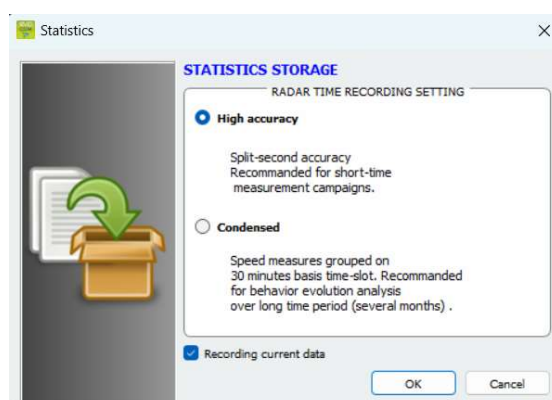 Statistics
STATISTICS STORAGE
RADAR TIME RECORDING SETTING
High accuracy
Split-second accuracy
Recommanded for short-time
measurement campaigns.
Condensed
Speed measures grouped on
30 minutes basis time-slot. Recommanded
for behavior evolution analysis
over long time period (several months) .
Recording current data
OK Cancel